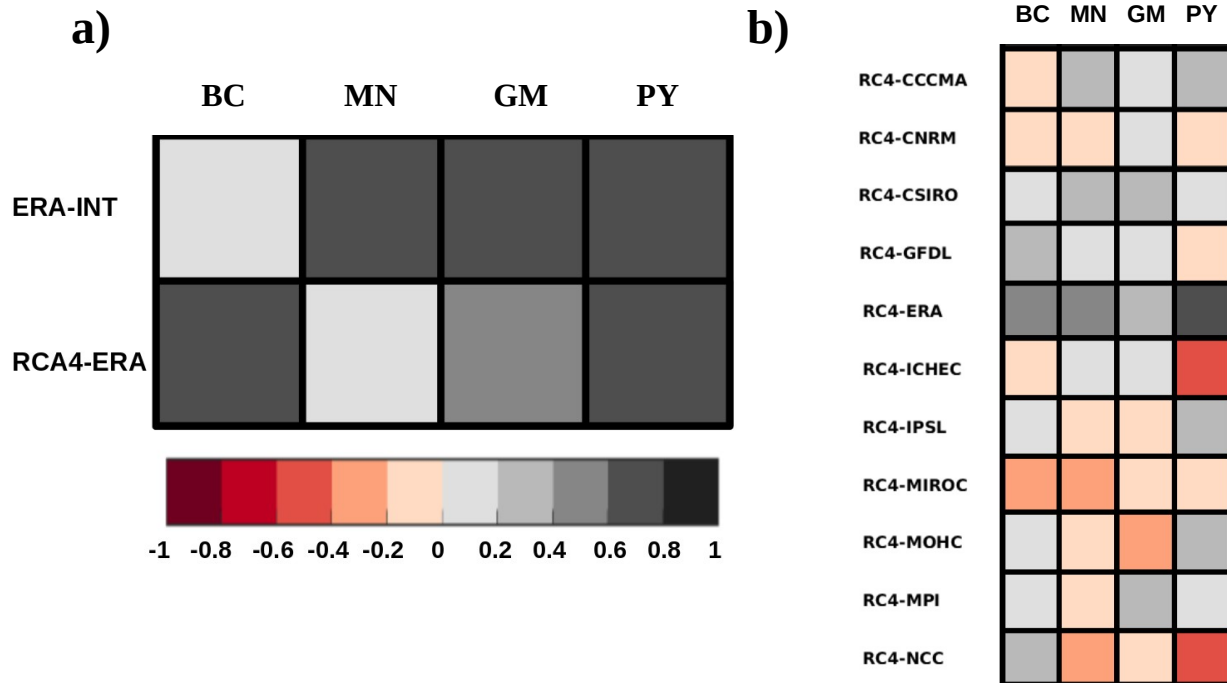 a)
BC MN GM PY
ERA-INT
RCA4-ERA
-1 -0.8 -0.6 -0.4 -0.2 0 0.2 0.4 0.6 0.8 1
b)
BC MN GM PY
RC4-CCCMA
RC4-CNRM
RC4-CSIRO
RC4-GFDL
RC4-ERA
RC4-ICHEC
RC4-IPSL
RC4-MIROC
RC4-MOHC
RC4-MPI
RC4-NCC